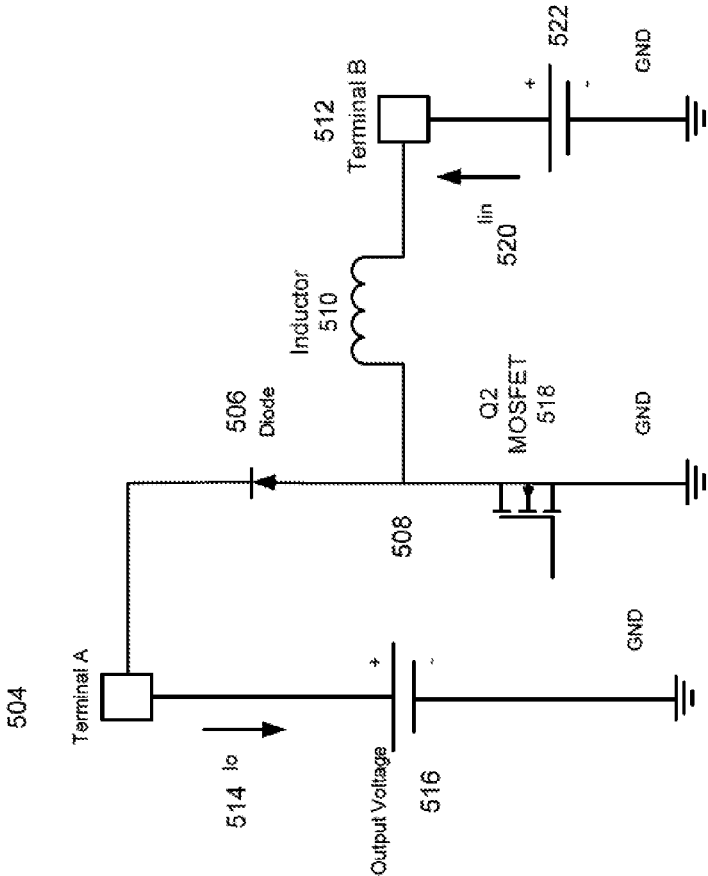 504
Terminal A
514 Io
Output Voltage
516
+
-
GND
506
Diode
508
Q2
MOSFET
518
GND
Inductor
510
512
Terminal B
Iin
520
522
+
-
GND